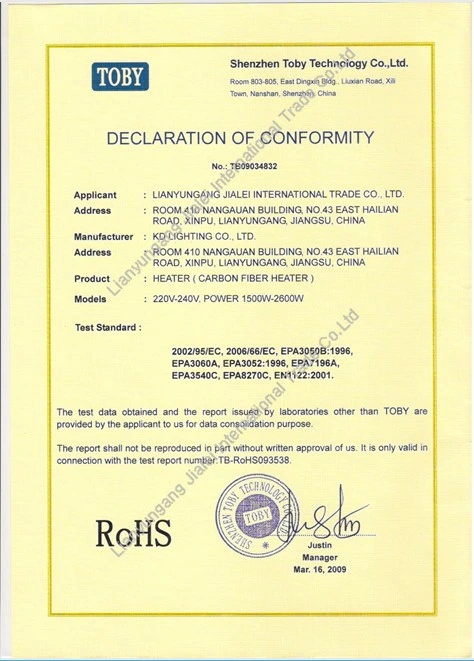 TOBY
Shenzhen Toby Technology Co.,Ltd.
Room 803-805, East Dingxin Bldg., Liuxian Road, Xili
Town, Nanshan, Shenzhen, China
DECLARATION OF CONFORMITY
No.: TB09034832
Applicant : LIANYUNGANG JIALEI INTERNATIONAL TRADE CO., LTD.
Address : ROOM 410 NANGAUAN BUILDING, NO.43 EAST HAILIAN
ROAD, XINPU, LIANYUNGANG, JIANGSU, CHINA
Manufacturer : KD LIGHTING CO., LTD.
Address : ROOM 410 NANGAUAN BUILDING, NO.43 EAST HAILIAN
ROAD, XINPU, LIANYUNGANG, JIANGSU, CHINA
Product : HEATER ( CARBON FIBER HEATER )
Models : 220V-240V, POWER 1500W-2600W
Test Standard :
2002/95/EC, 2006/66/EC, EPA3050B:1996,
EPA3060A, EPA3052:1996, EPA7196A,
EPA3540C, EPA8270C, EN1122:2001.
The test data obtained and the report issued by laboratories other than TOBY are
provided by the applicant to us for data consolidation purpose.
The report shall not be reproduced in part without written approval of us. It is only valid in
connection with the test report number:TB-RoHS093538.
RoHS
SHENZHEN TOBY TECHNOLOGY CO.,LTD.
TOBY
Justin
Manager
Mar. 16, 2009
Lianyungang Jialei International Trade Co.,Ltd
Lianyungang Jialei International Trade Co.,Ltd